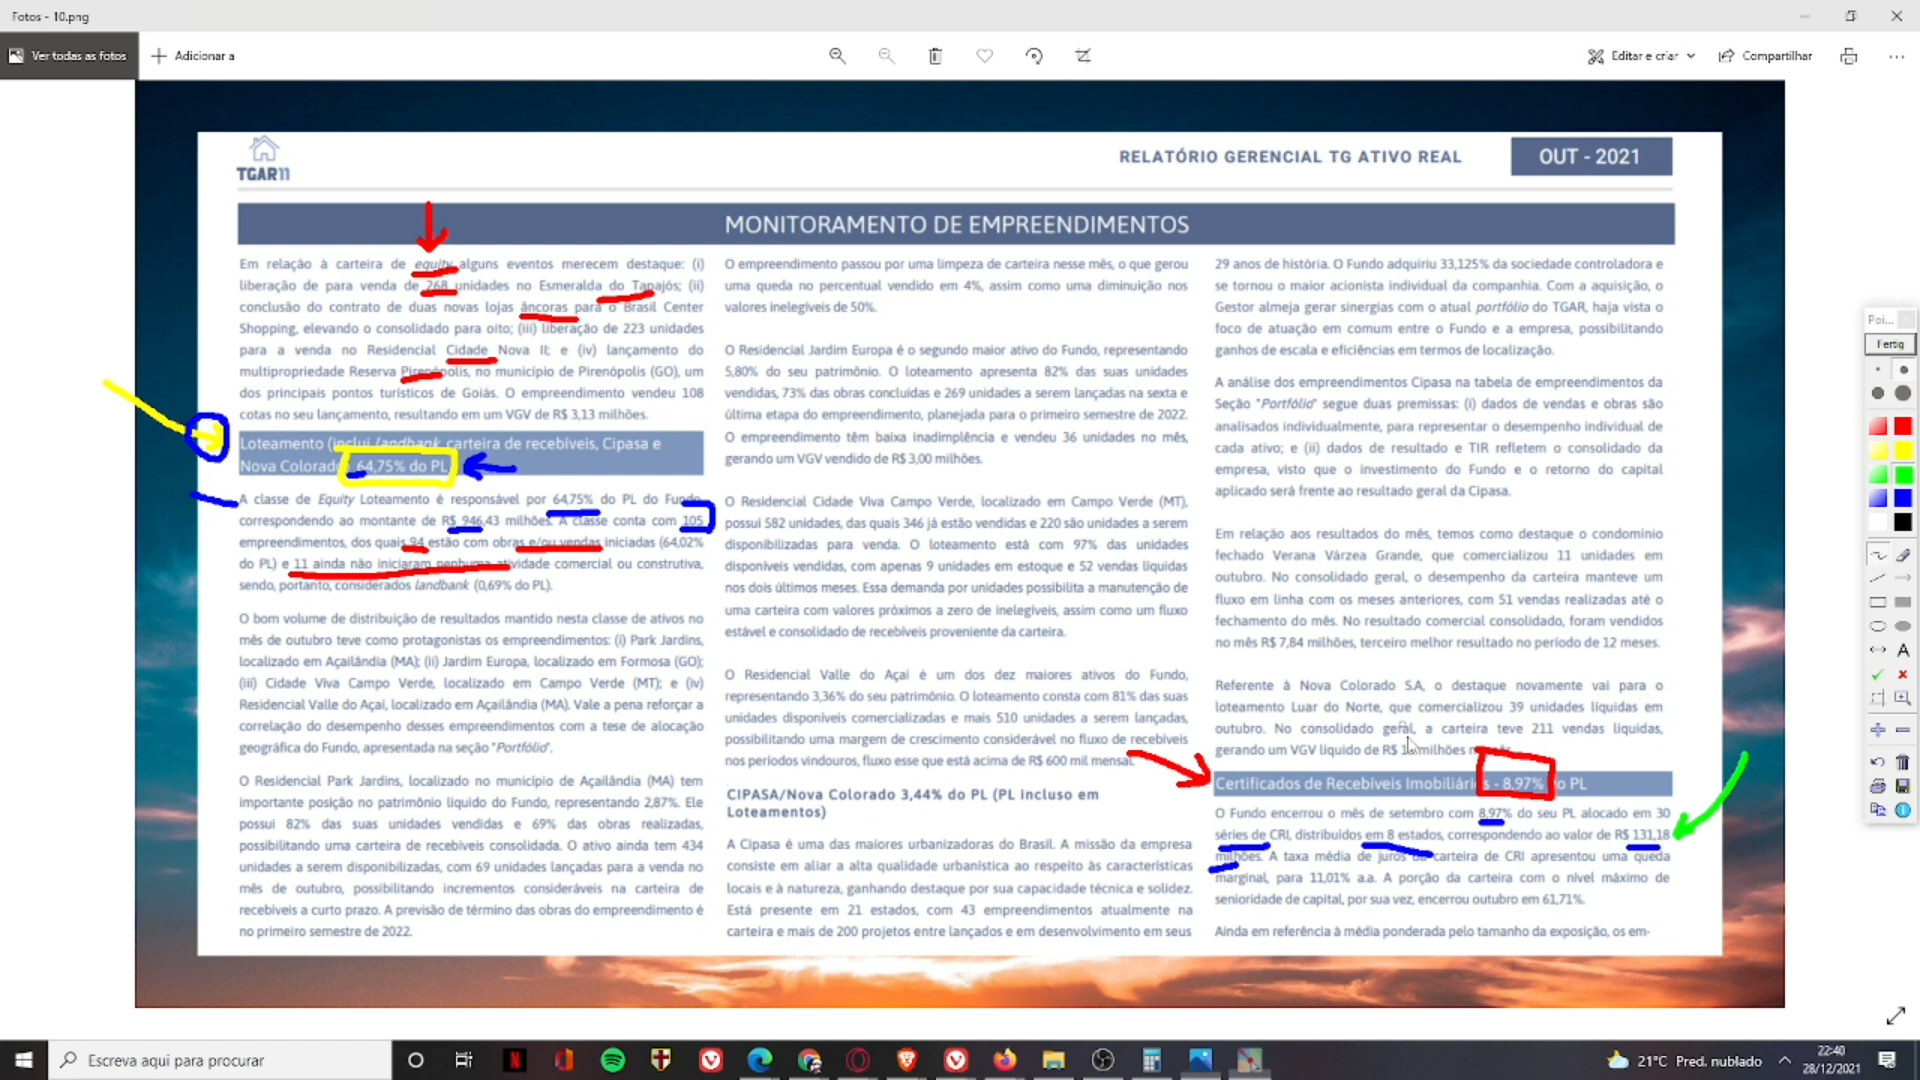 Fotos - 10.png
Ver todas as fotos
Adicionar a
Editar e criar
Compartilhar
TGAR11
RELATÓRIO GERENCIAL TG ATIVO REAL
OUT - 2021
MONITORAMENTO DE EMPREENDIMENTOS
Em relação à carteira de equity alguns eventos merecem destaque: (i)
liberação de para venda de 268 unidades no Esmeralda do Tapajós; (ii)
conclusão do contrato de duas novas lojas âncoras para o Brasil Center
Shopping, elevando o consolidado para oito; (iii) liberação de 223 unidades
para a venda no Residencial Cidade Nova II; e (iv) lançamento do
multipropriedade Reserva Pirenópolis, no município de Pirenópolis (GO), um
dos principais pontos turísticos de Goiás. O empreendimento vendeu 108
cotas no seu lançamento, resultando em um VGV de R$ 3,13 milhões.
Loteamento (inclui landbank, carteira de recebíveis, Cipasa e
Nova Colorado) 64,75% do PL
A classe de Equity Loteamento é responsável por 64,75% do PL do Fundo,
correspondendo ao montante de R$ 946,43 milhões. A classe conta com 105
empreendimentos, dos quais 94 estão com obras e/ou vendas iniciadas (64,02%
do PL) e 11 ainda não iniciaram nenhuma atividade comercial ou construtiva,
sendo, portanto, considerados landbank (0,69% do PL).
O bom volume de distribuição de resultados mantido nesta classe de ativos no
mês de outubro teve como protagonistas os empreendimentos: (i) Park Jardins,
localizado em Açailândia (MA); (ii) Jardim Europa, localizado em Formosa (GO);
(iii) Cidade Viva Campo Verde, localizado em Campo Verde (MT); e (iv)
Residencial Valle do Açaí, localizado em Açailândia (MA). Vale a pena reforçar a
correlação do desempenho desses empreendimentos com a tese de alocação
geográfica do Fundo, apresentada na seção "Portfólio".
O Residencial Park Jardins, localizado no município de Açailândia (MA) tem
importante posição no patrimônio líquido do Fundo, representando 2,87%. Ele
possui 82% das suas unidades vendidas e 69% das obras realizadas,
possibilitando uma carteira de recebíveis consolidada. O ativo ainda tem 434
unidades a serem disponibilizadas, com 69 unidades lançadas para a venda no
mês de outubro, possibilitando incrementos consideráveis na carteira de
recebíveis a curto prazo. A previsão de término das obras do empreendimento é
no primeiro semestre de 2022.
O empreendimento passou por uma limpeza de carteira nesse mês, o que gerou
uma queda no percentual vendido em 4%, assim como uma diminuição nos
valores inelegíveis de 50%.
O Residencial Jardim Europa é o segundo maior ativo do Fundo, representando
5,80% do seu patrimônio. O loteamento apresenta 82% das suas unidades
vendidas, 73% das obras concluídas e 269 unidades a serem lançadas na sexta e
última etapa do empreendimento, planejada para o primeiro semestre de 2022.
O empreendimento têm baixa inadimplência e vendeu 36 unidades no mês,
gerando um VGV vendido de R$ 3,00 milhões.
O Residencial Cidade Viva Campo Verde, localizado em Campo Verde (MT),
possui 582 unidades, das quais 346 já estão vendidas e 220 são unidades a serem
disponibilizadas para venda. O loteamento está com 97% das unidades
disponíveis vendidas, com apenas 9 unidades em estoque e 52 vendas líquidas
nos dois últimos meses. Essa demanda por unidades possibilita a manutenção de
uma carteira com valores próximos a zero de inelegíveis, assim como um fluxo
estável e consolidado de recebíveis proveniente da carteira.
O Residencial Valle do Açaí é um dos dez maiores ativos do Fundo,
representando 3,36% do seu patrimônio. O loteamento consta com 81% das suas
unidades disponíveis comercializadas e mais 510 unidades a serem lançadas,
possibilitando uma margem de crescimento considerável no fluxo de recebíveis
nos períodos vindouros, fluxo esse que está acima de R$ 600 mil mensal.
CIPASA/Nova Colorado 3,44% do PL (PL Incluso em
Loteamentos)
A Cipasa é uma das maiores urbanizadoras do Brasil. A missão da empresa
consiste em aliar a alta qualidade urbanística ao respeito às características
locais e à natureza, ganhando destaque por sua capacidade técnica e solidez.
Está presente em 21 estados, com 43 empreendimentos atualmente na
carteira e mais de 200 projetos entre lançados e em desenvolvimento em seus
29 anos de história. O Fundo adquiriu 33,125% da sociedade controladora e
se tornou o maior acionista individual da companhia. Com a aquisição, o
Gestor almeja gerar sinergias com o atual portfólio do TGAR, haja vista o
foco de atuação em comum entre o Fundo e a empresa, possibilitando
ganhos de escala e eficiências em termos de localização.
A análise dos empreendimentos Cipasa na tabela de empreendimentos da
Seção "Portfólio" segue duas premissas: (i) dados de vendas e obras são
analisados individualmente, para representar o desempenho individual de
cada ativo; e (ii) dados de resultado e TIR refletem o consolidado da
empresa, visto que o investimento do Fundo e o retorno do capital
aplicado será frente ao resultado geral da Cipasa.
Em relação aos resultados do mês, temos como destaque o condomínio
fechado Verana Várzea Grande, que comercializou 11 unidades em
outubro. No consolidado geral, o desempenho da carteira manteve um
fluxo em linha com os meses anteriores, com 51 vendas realizadas até o
fechamento do mês. No resultado comercial consolidado, foram vendidos
no mês R$ 7,84 milhões, terceiro melhor resultado no período de 12 meses.
Referente à Nova Colorado S.A, o destaque novamente vai para o
loteamento Luar do Norte, que comercializou 39 unidades líquidas em
outubro. No consolidado geral, a carteira teve 211 vendas líquidas,
gerando um VGV líquido de R$ milhões
Certificados de Recebíveis Imobiliários - 8,97% do PL
O Fundo encerrou o mês de setembro com 8,97% do seu PL alocado em 30
séries de CRI, distribuídos em 8 estados, correspondendo ao valor de R$ 131,18
milhões. A taxa média de juros da carteira de CRI apresentou uma queda
marginal, para 11,01% a.a. A porção da carteira com o nível máximo de
senioridade de capital, por sua vez, encerrou outubro em 61,71%.
Ainda em referência à média ponderada pelo tamanho da exposição, os em-
Poi...
Fertig
A
Escreva aqui para procurar
21°C Pred. nublado
22:40
28/12/2021